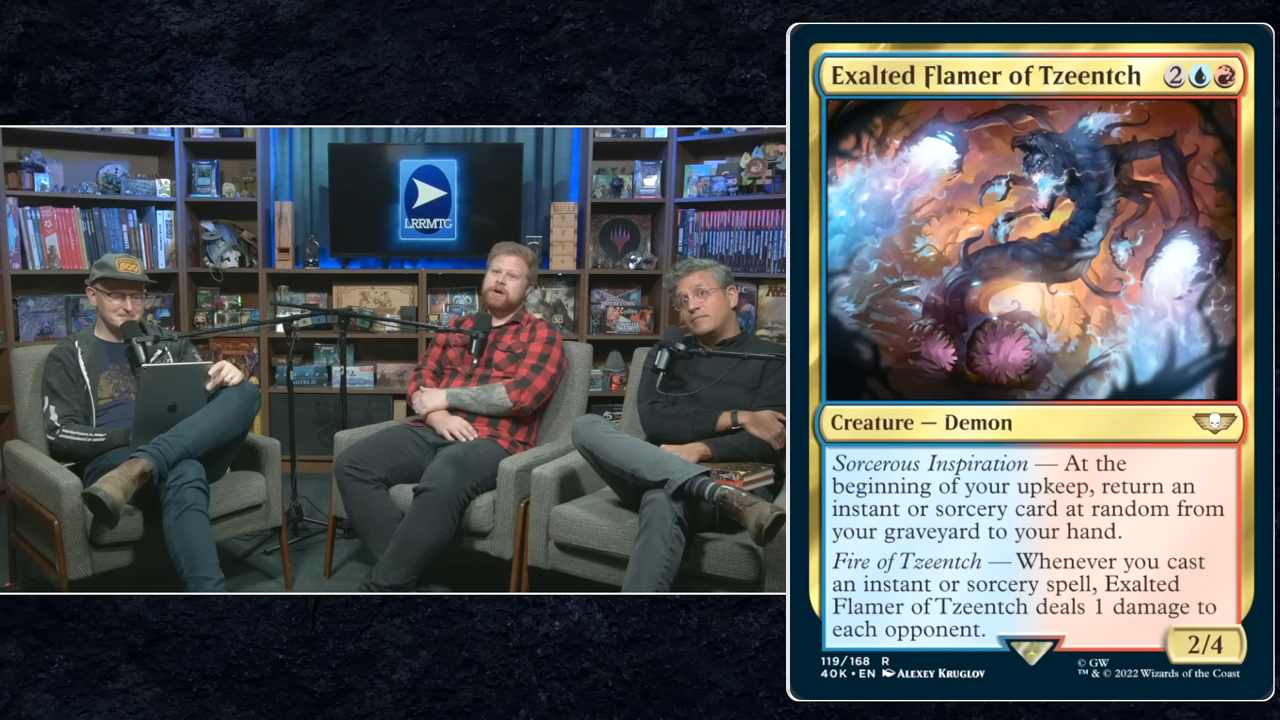 Exalted Flamer of Tzeentch 2
LRRMTG
500
Creature — Demon
Sorcerous Inspiration — At the
beginning of your upkeep, return an
instant or sorcery card at random from
your graveyard to your hand.
Fire of Tzeentch — Whenever you cast
an instant or sorcery spell, Exalted
Flamer of Tzeentch deals 1 damage to
each opponent.
2/4
119/168 R
40K • EN ALEXEY KRUGLOV
© GW
™ & © 2022 Wizards of the Coast